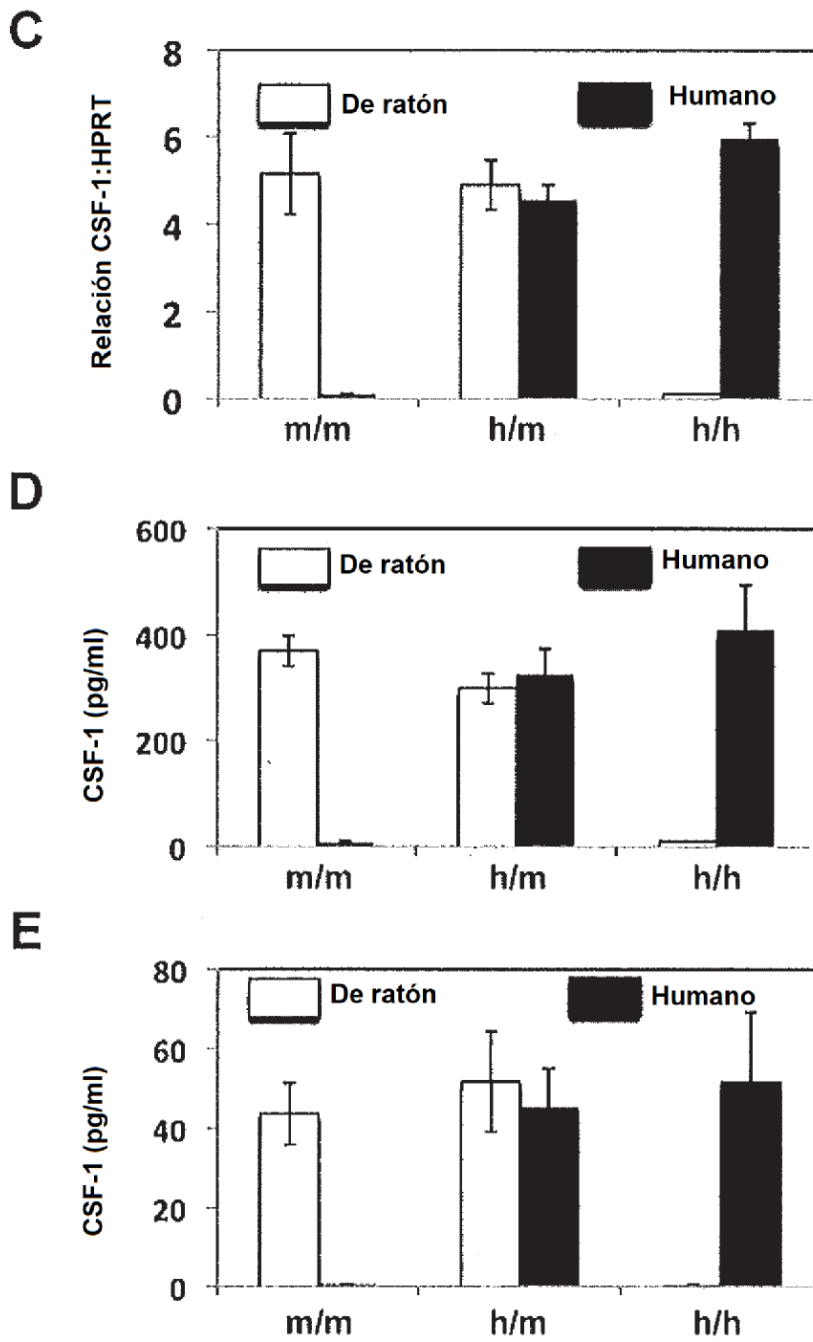 C
Relación CSF-1:HPRT
8
6
4
2
0
De ratón
Humano
m/m h/m h/h
D
CSF-1 (pg/ml)
600
400
200
0
De ratón
Humano
m/m h/m h/h
E
CSF-1 (pg/ml)
80
60
40
20
0
De ratón
Humano
m/m h/m h/h